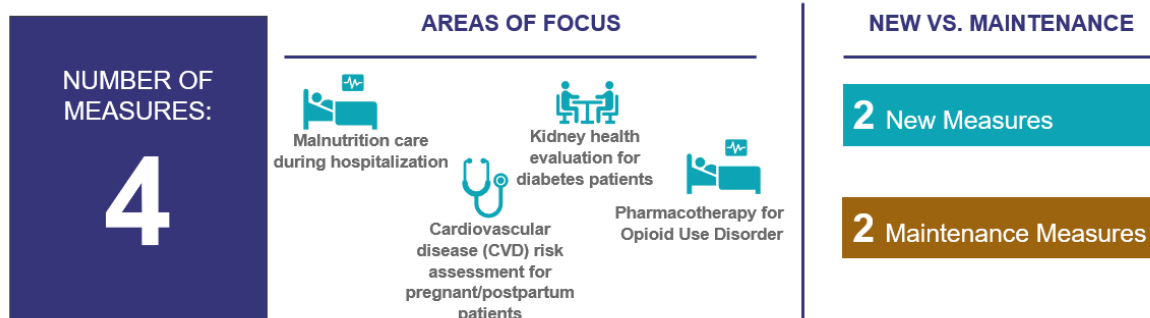 NUMBER OF
MEASURES:
4
AREAS OF FOCUS
Malnutrition care
during hospitalization
Kidney health
evaluation for
diabetes patients
Cardiovascular
disease (CVD) risk
assessment for
pregnant/postpartum
patients
Pharmacotherapy for
Opioid Use Disorder
NEW VS. MAINTENANCE
2 New Measures
2 Maintenance Measures